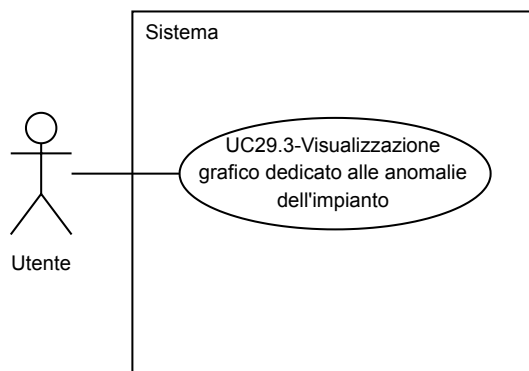 Sistema
UC29.3-Visualizzazione
grafico dedicato alle anomalie
dell'impianto
Utente